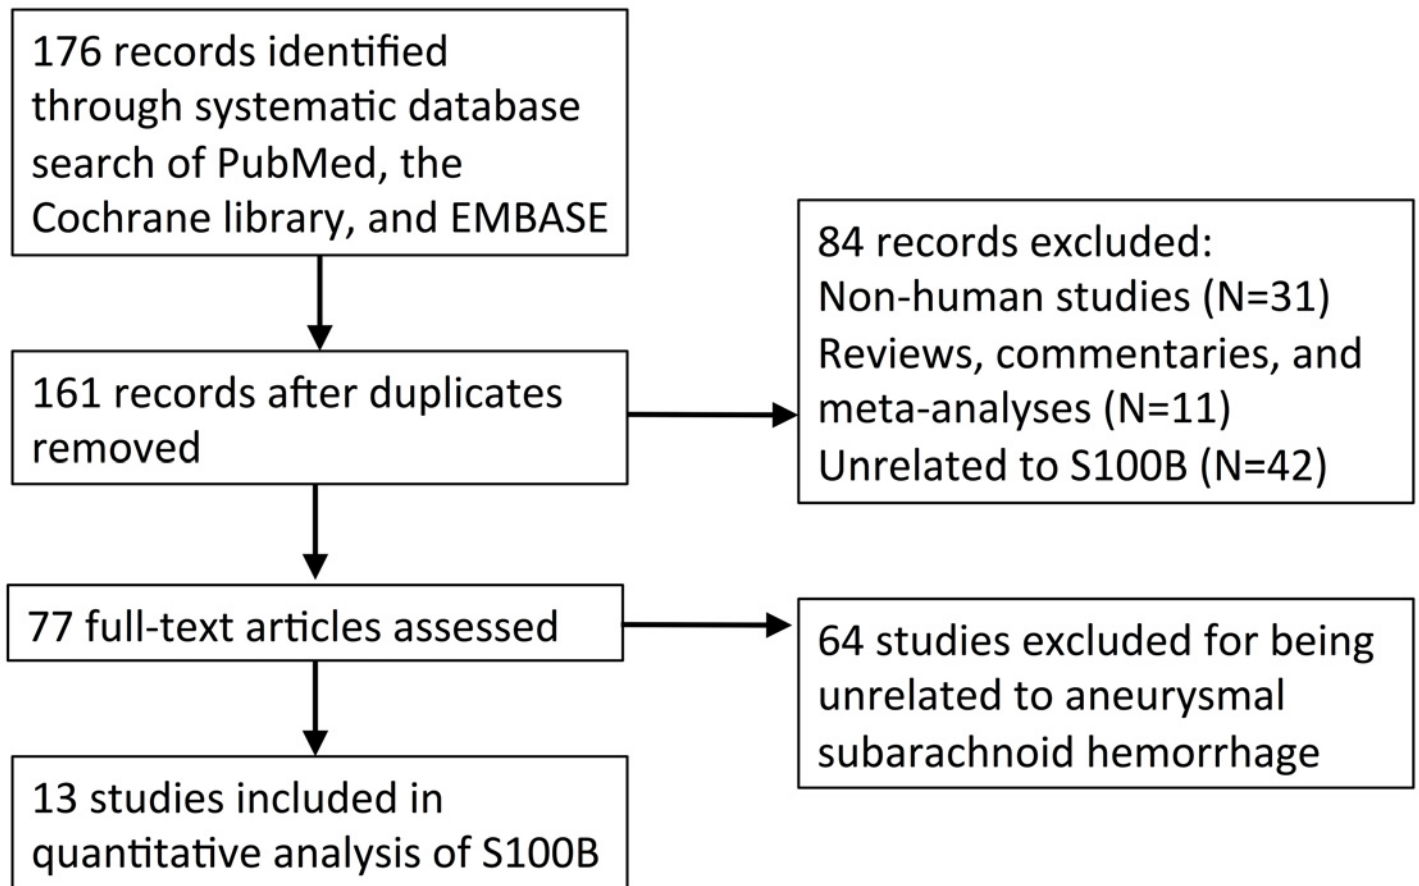 176 records identified
through systematic database
search of PubMed, the
Cochrane library, and EMBASE
84 records excluded:
Non-human studies (N=31)
Reviews, commentaries, and
meta-analyses (N=11)
Unrelated to S100B (N=42)
161 records after duplicates
removed
77 full-text articles assessed
64 studies excluded for being
unrelated to aneurysmal
subarachnoid hemorrhage
13 studies included in
quantitative analysis of S100B